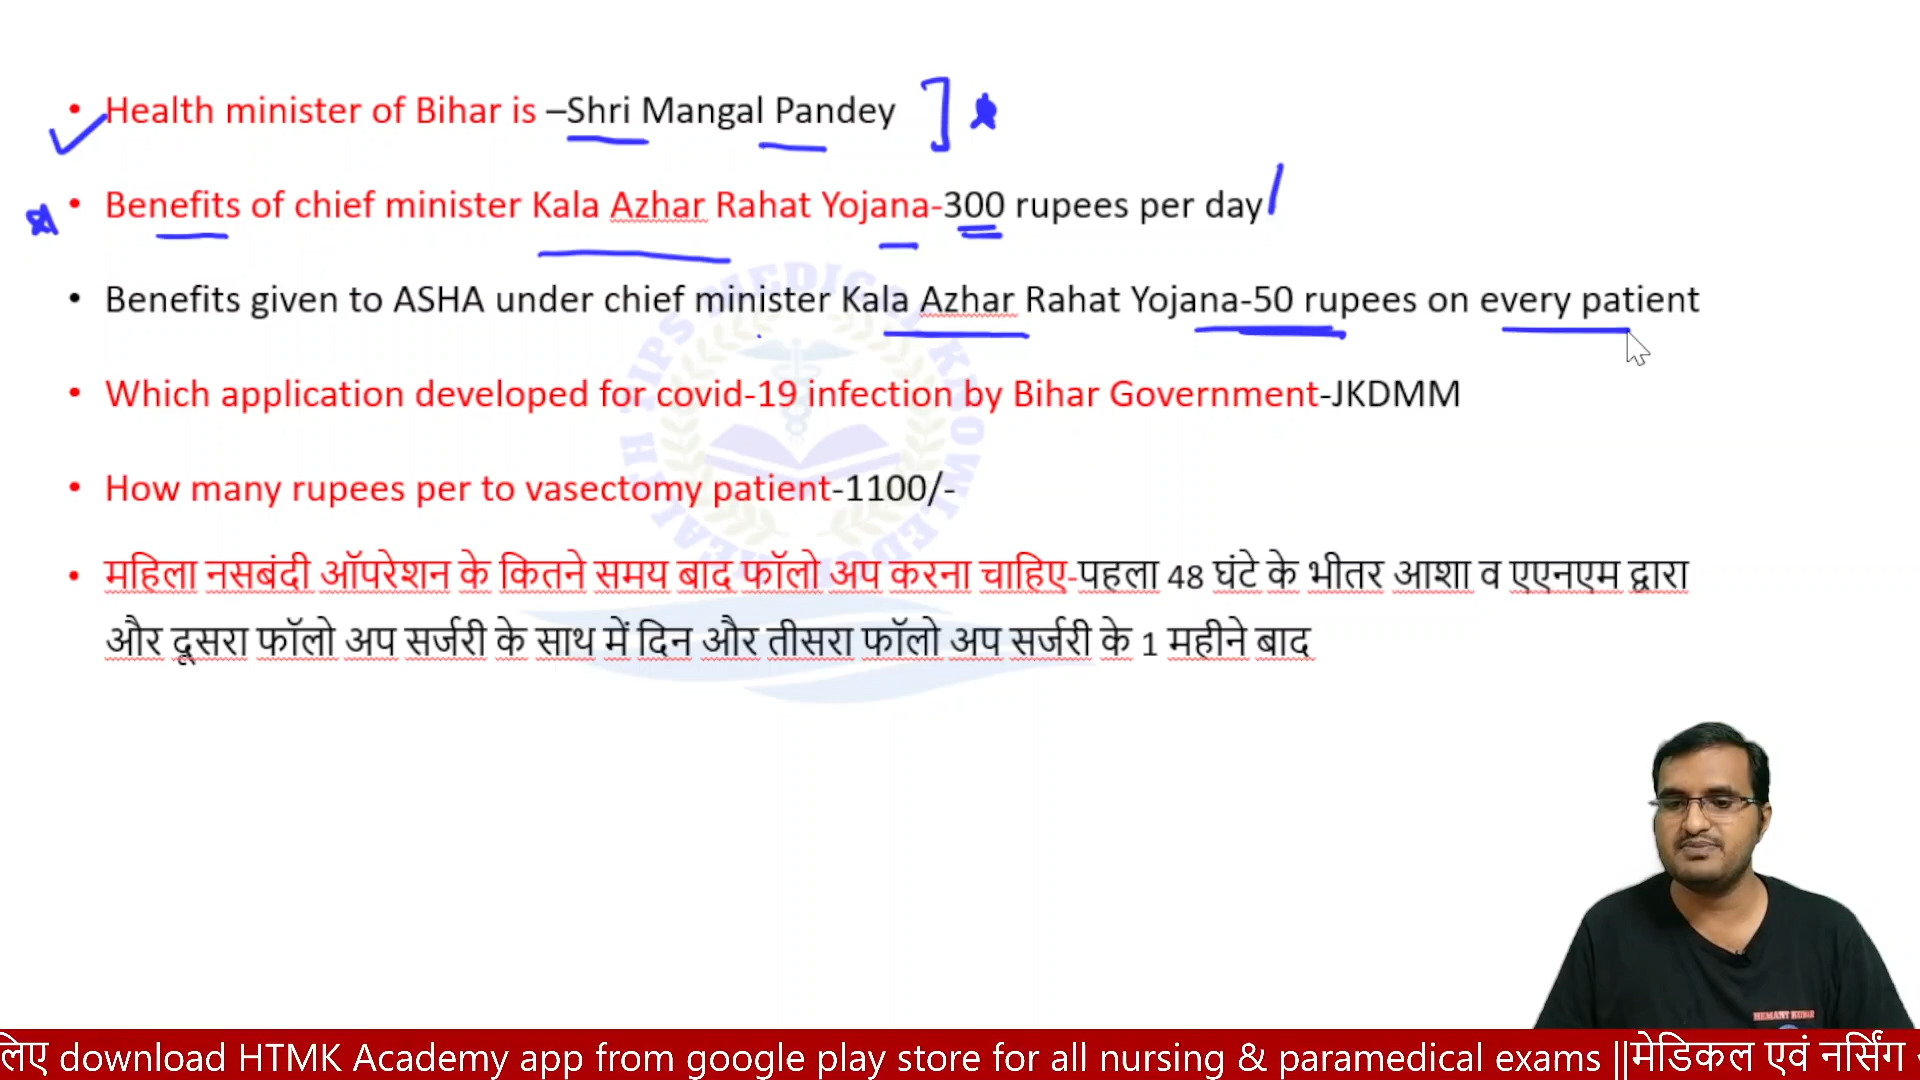 • Health minister of Bihar is –Shri Mangal Pandey
• Benefits of chief minister Kala Azhar Rahat Yojana-300 rupees per day
• Benefits given to ASHA under chief minister Kala Azhar Rahat Yojana-50 rupees on every patient
• Which application developed for covid-19 infection by Bihar Government-JKDMM
• How many rupees per to vasectomy patient-1100/-
• महिला नसबंदी ऑपरेशन के कितने समय बाद फॉलो अप करना चाहिए-पहला 48 घंटे के भीतर आशा व एएनएम द्वारा
और दूसरा फॉलो अप सर्जरी के साथ में दिन और तीसरा फॉलो अप सर्जरी के 1 महीने बाद
HEMANT KUMAR
लिए download HTMK Academy app from google play store for all nursing & paramedical exams ||मेडिकल एवं नर्सिंग